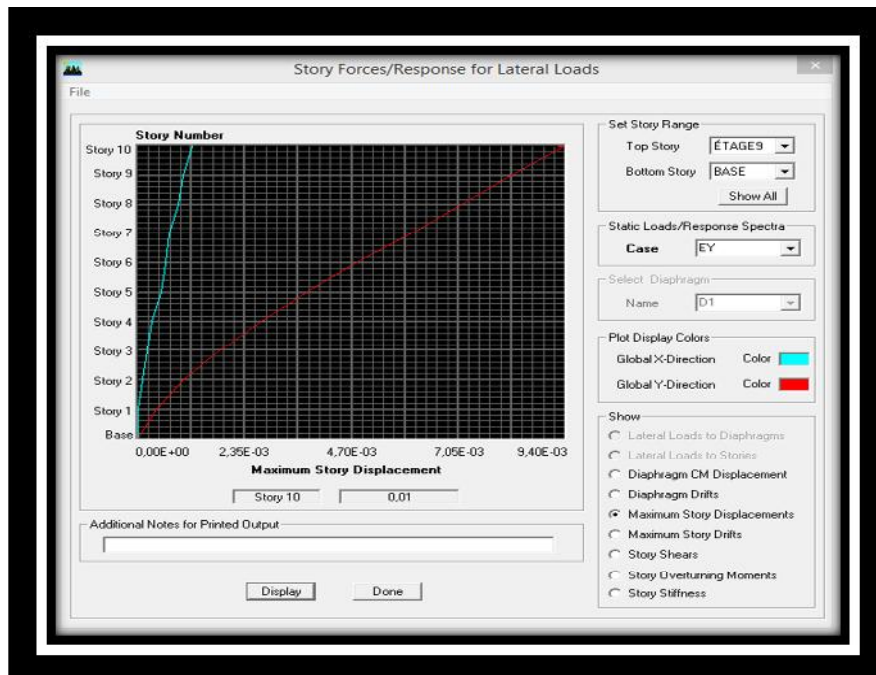 Story Forces/Response for Lateral Loads
File
Story Number
Story 10
Story 9
Story 8
Story 7
Story 6
Story 5
Story 4
Story 3
Story 2
Story 1
Base
0,00E+00 2,35E-03 4,70E-03 7,05E-03 9,40E-03
Maximum Story Displacement
Story 10 0,01
Additional Notes for Printed Output
Display Done
Set Story Range
Top Story ÉTAGE9
Bottom Story BASE
Show All
Static Loads/Response Spectra
Case EY
Select Diaphragm
Name D1
Plot Display Colors
Global X-Direction Color
Global Y-Direction Color
Show
Lateral Loads to Diaphragms
Lateral Loads to Stories
Diaphragm CM Displacement
Diaphragm Drifts
Maximum Story Displacements
Maximum Story Drifts
Story Shears
Story Overturning Moments
Story Stiffness